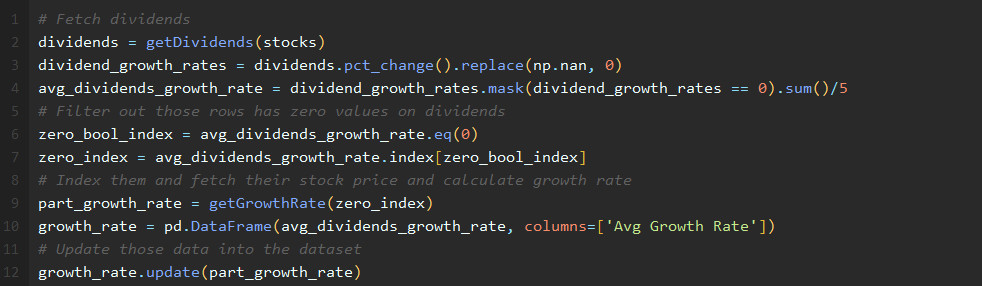 1 # Fetch dividends
2 dividends = getDividends(stocks)
3 dividend_growth_rates = dividends.pct_change().replace(np.nan, 0)
4 avg_dividends_growth_rate = dividend_growth_rates.mask(dividend_growth_rates == 0).sum()/5
5 # Filter out those rows has zero values on dividends
6 zero_bool_index = avg_dividends_growth_rate.eq(0)
7 zero_index = avg_dividends_growth_rate.index[zero_bool_index]
8 # Index them and fetch their stock price and calculate growth rate
9 part_growth_rate = getGrowthRate(zero_index)
10 growth_rate = pd.DataFrame(avg_dividends_growth_rate, columns=['Avg Growth Rate'])
11 # Update those data into the dataset
12 growth_rate.update(part_growth_rate)